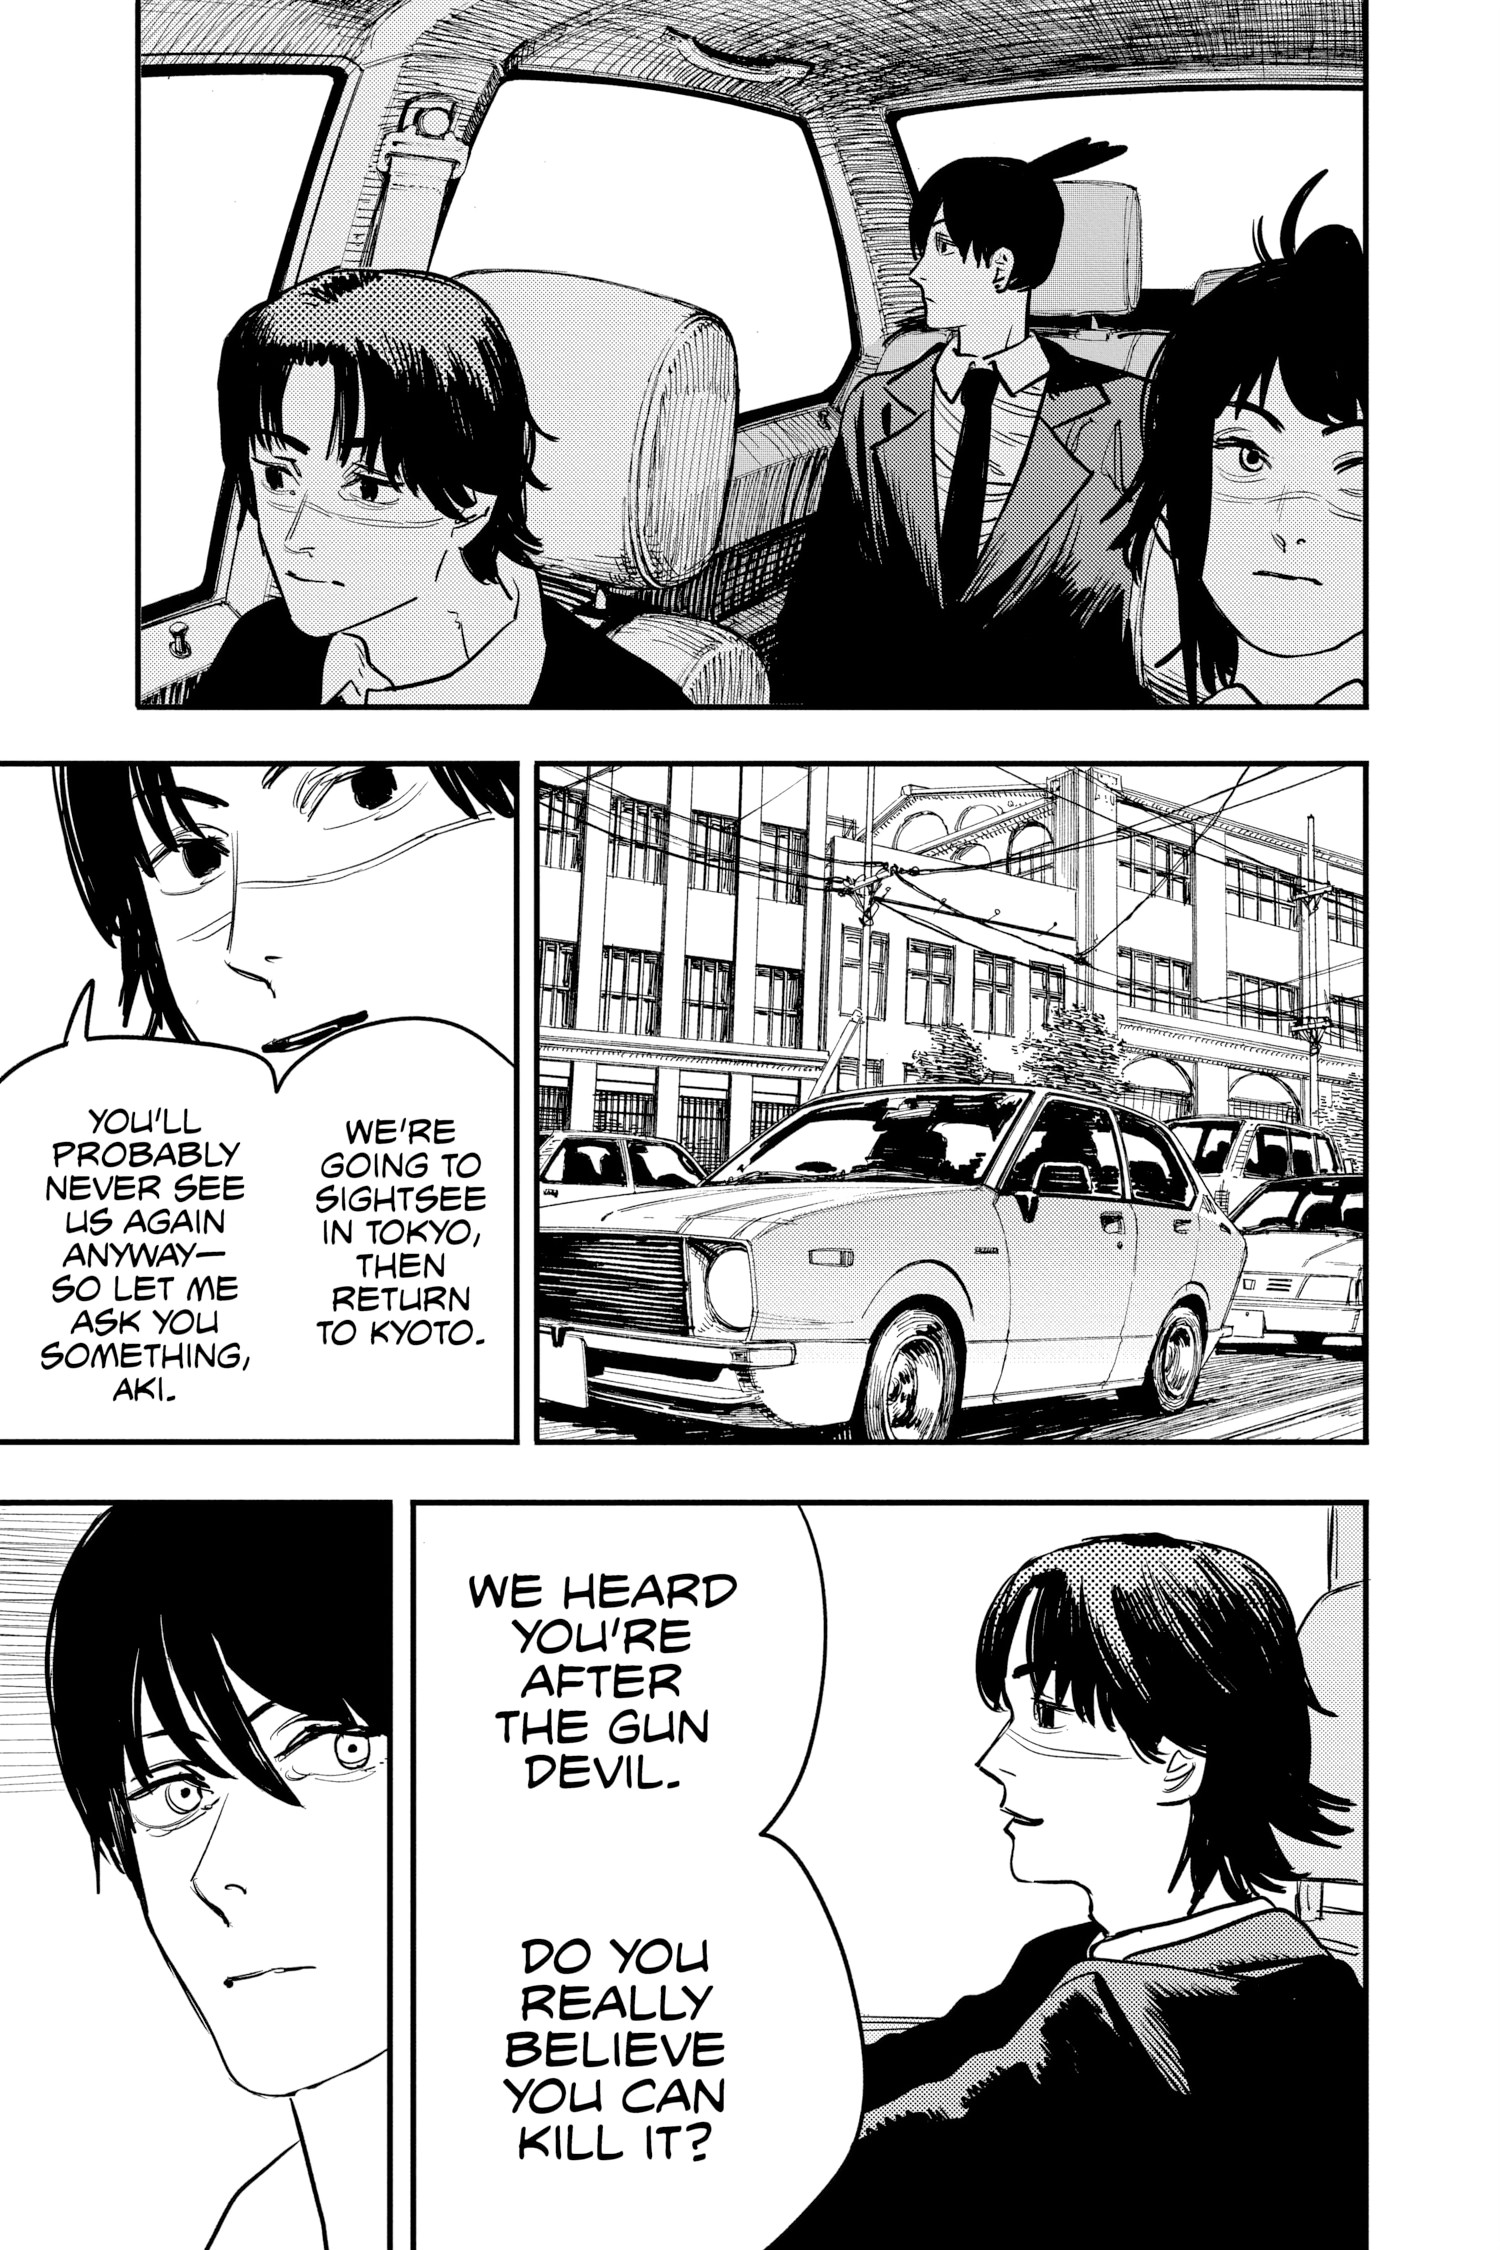 WE'RE
GOING TO
SIGHTSEE
IN TOKYO,
THEN
RETURN
TO KYOTO.
YOU'LL
PROBABLY
NEVER SEE
US AGAIN
ANYWAY—
SO LET ME
ASK YOU
SOMETHING,
AKI.
WE HEARD
YOU'RE
AFTER
THE GUN
DEVIL.
DO YOU
REALLY
BELIEVE
YOU CAN
KILL IT?